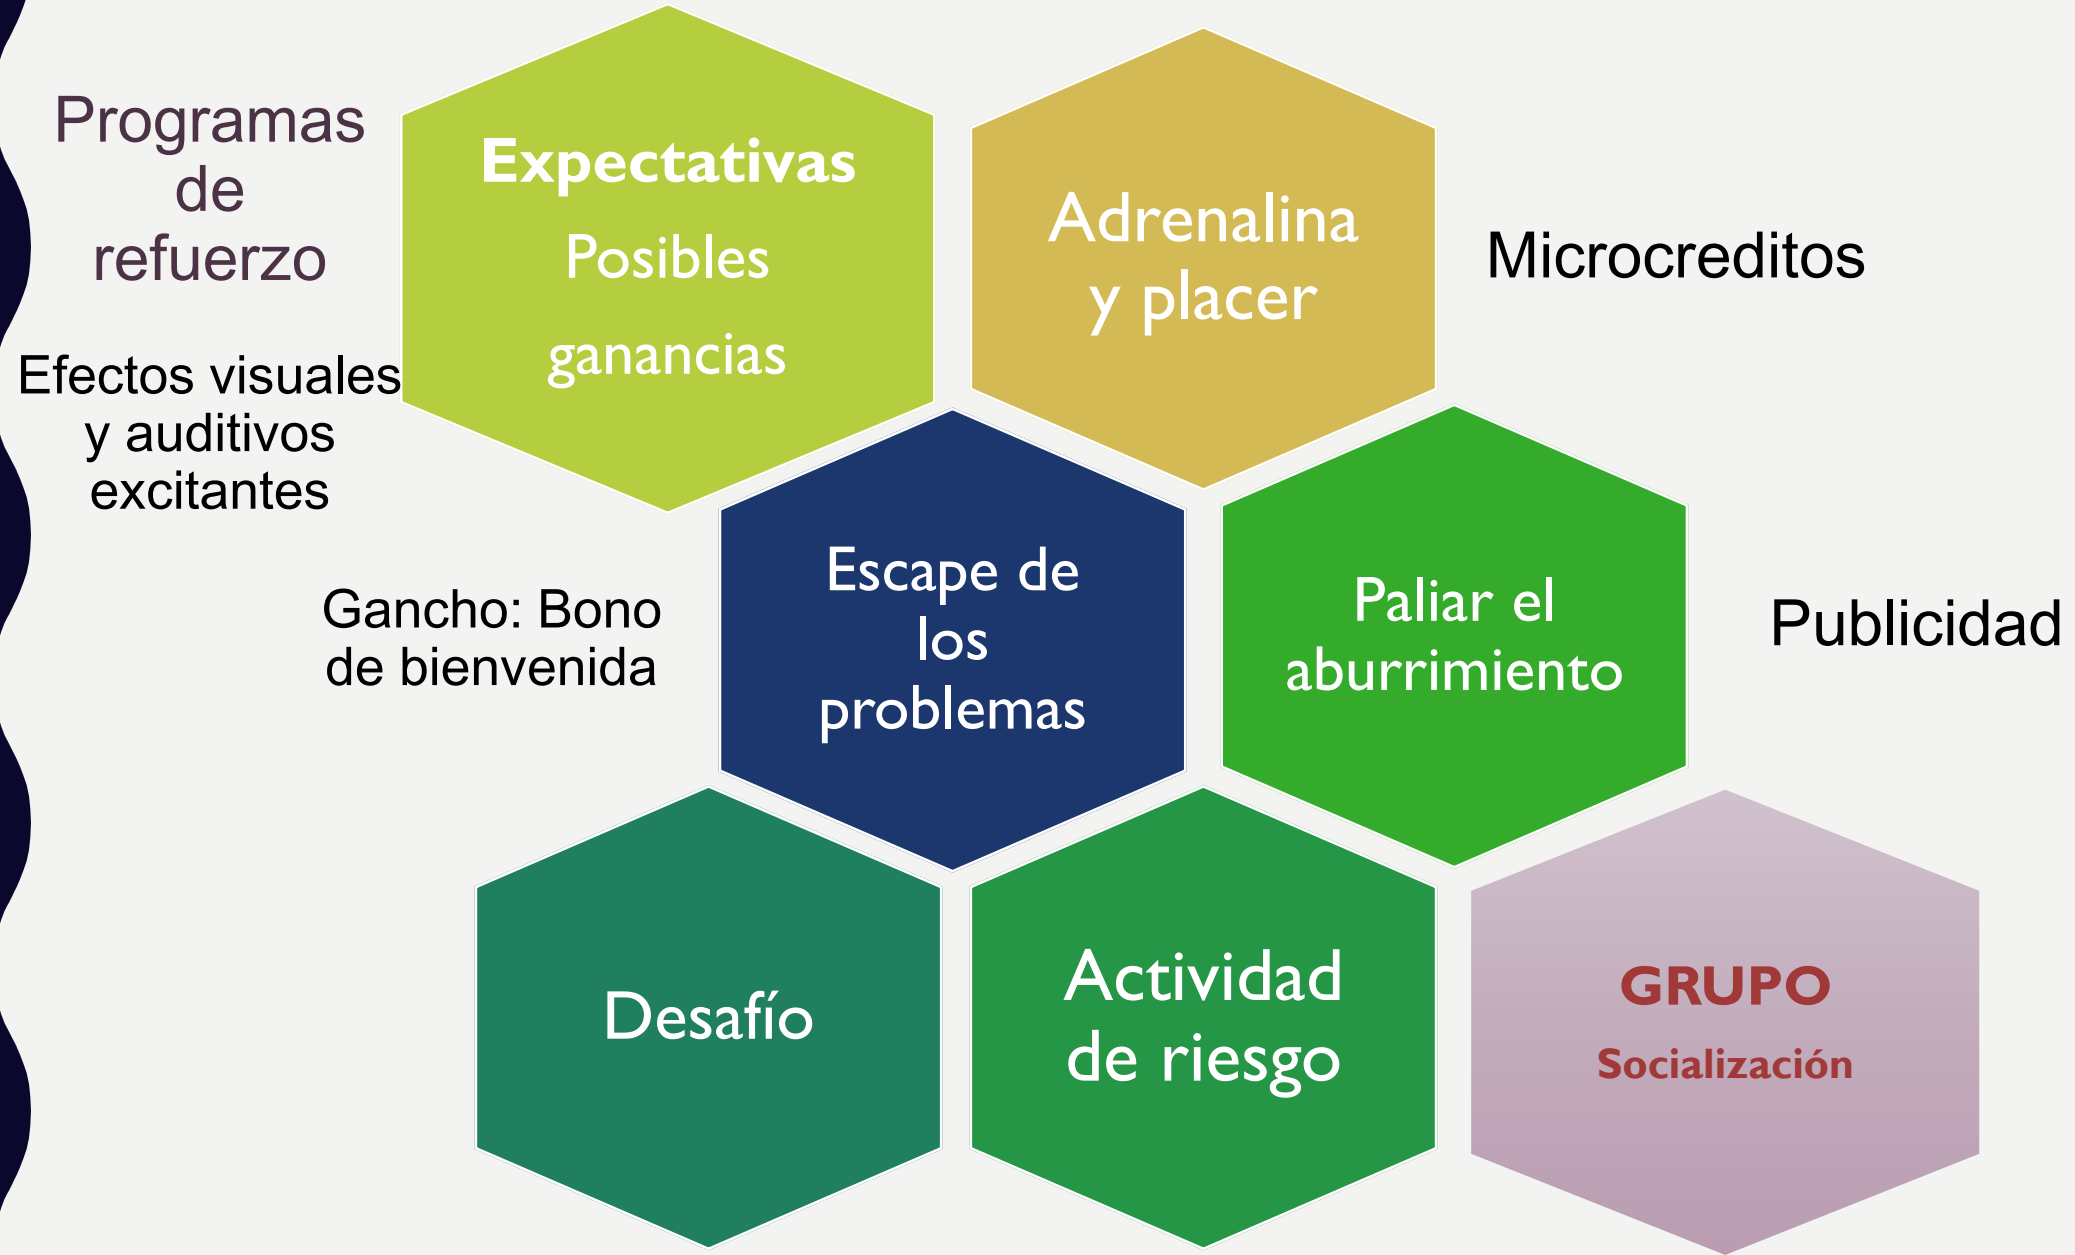 Programas
de
refuerzo
Efectos visuales
y auditivos
excitantes
Expectativas
Posibles
ganancias
Adrenalina
y placer
Microcreditos
Gancho: Bono
de bienvenida
Escape de
los
problemas
Paliar el
aburrimiento
Publicidad
Desafío
Actividad
de riesgo
GRUPO
Socialización